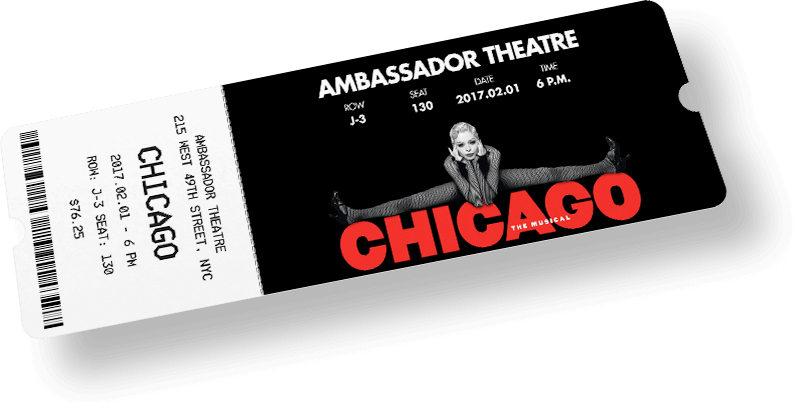 AMBASSADOR THEATRE
215 WEST 49TH STREET, NYC
CHICAGO
2017.02.01 - 6 PM
ROW: J-3 SEAT: 130
$76.25
AMBASSADOR THEATRE
ROW SEAT DATE TIME
J-3 130 2017.02.01 6 P.M.
CHICAGO
THE MUSICAL